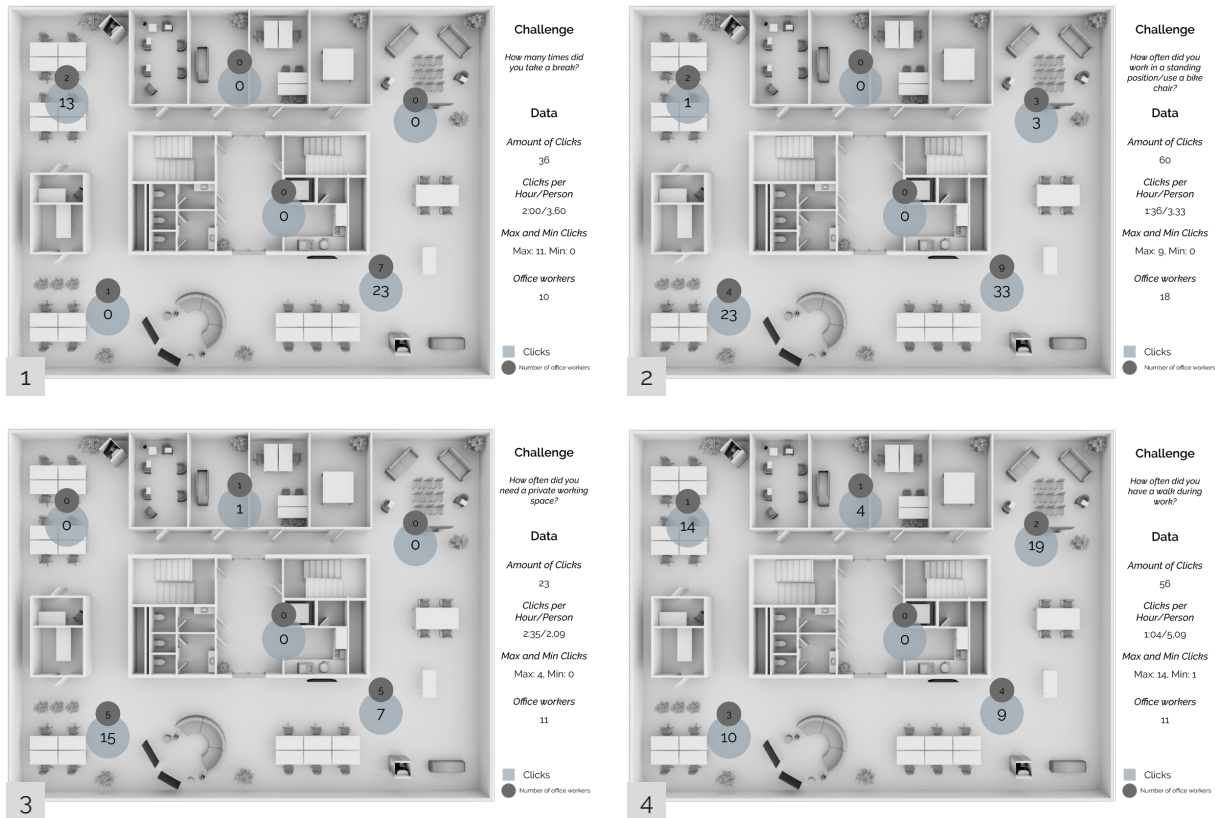 Challenge
How many times did
you take a break?
Data
Amount of Clicks
36
Clicks per
Hour/Person
2:00/3,60
Max and Min Clicks
Max: 11, Min: 0
Office workers
10
Clicks
Number of office workers
2
13
0
0
0
0
0
0
7
23
1
0
1
Challenge
How often did you
work in a standing
position/use a bike
chair?
Data
Amount of Clicks
60
Clicks per
Hour/Person
1:36/3.33
Max and Min Clicks
Max: 9, Min: 0
Office workers
18
Clicks
Number of office workers
2
1
0
0
3
3
0
0
9
33
4
23
2
Challenge
How often did you
need a private working
space?
Data
Amount of Clicks
23
Clicks per
Hour/Person
2:35/2,09
Max and Min Clicks
Max: 4, Min: 0
Office workers
11
Clicks
Number of office workers
0
0
1
1
0
0
0
0
5
7
5
15
3
Challenge
How often did you
have a walk during
work?
Data
Amount of Clicks
56
Clicks per
Hour/Person
1:04/5,09
Max and Min Clicks
Max: 14, Min: 1
Office workers
11
Clicks
Number of office workers
1
14
1
4
2
19
0
0
4
9
3
10
4